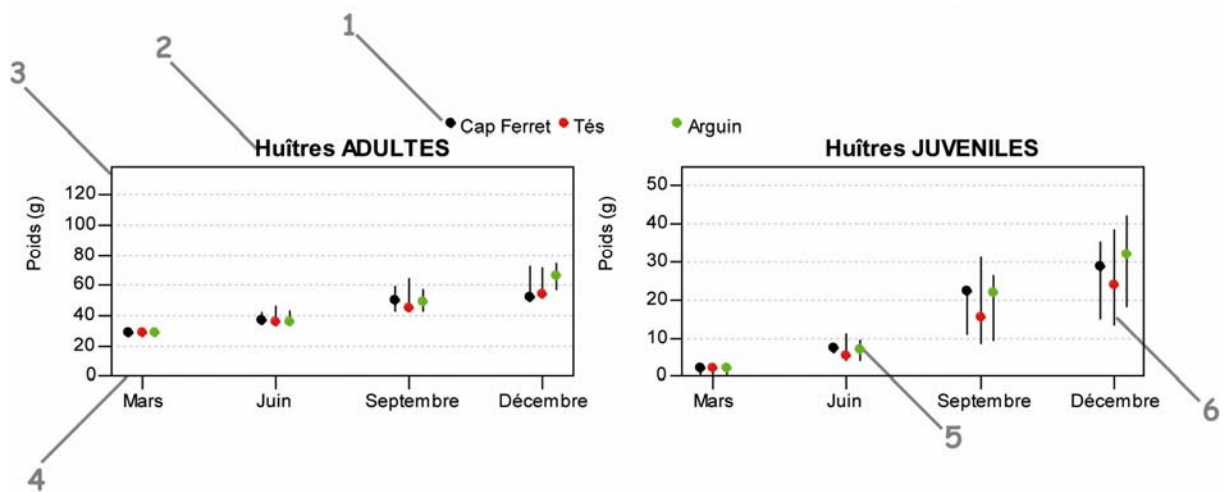 1
2
3
Cap Ferret Tés Arguin
Huîtres ADULTES
Poids (g)
120
100
80
60
40
20
0
Mars Juin Septembre Décembre
Huîtres JUVENILES
Poids (g)
50
40
30
20
10
0
Mars Juin Septembre Décembre
4
5
6